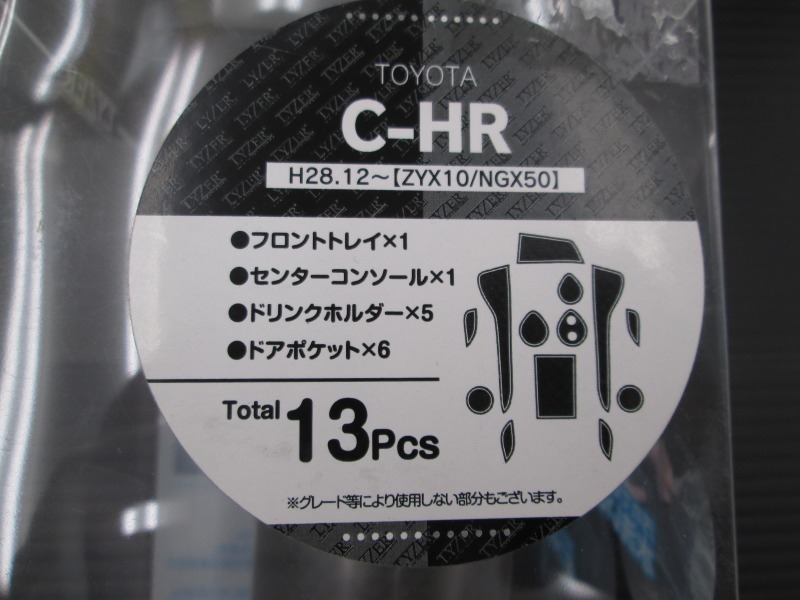 TOYOTA
C-HR
H28.12～【ZYX10/NGX50】
●フロントトレイ×1
●センターコンソール×1
●ドリンクホルダー×5
●ドアポケット×6
Total 13Pcs
※グレード等により使用しない部分もございます。
LYZER